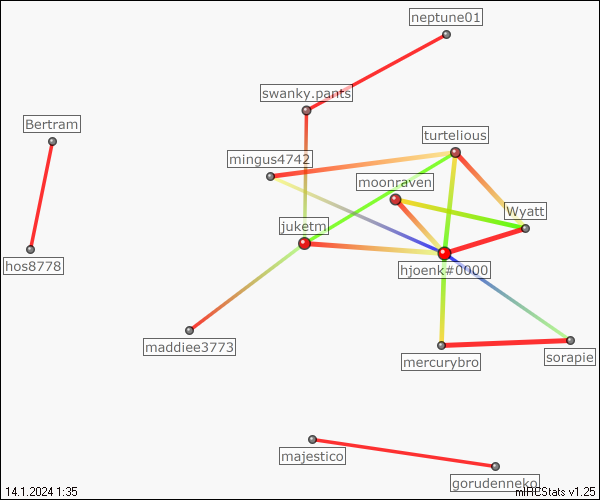 neptune01
swanky.pants
Bertram
turtelious
mingus4742
moonraven
Wyatt
juketm
hos8778
hjoenk#0000
maddiee3773
mercurybro
sorapie
majestico
gorudenneko
14.1.2024 1:35
mIHCStats v1.25